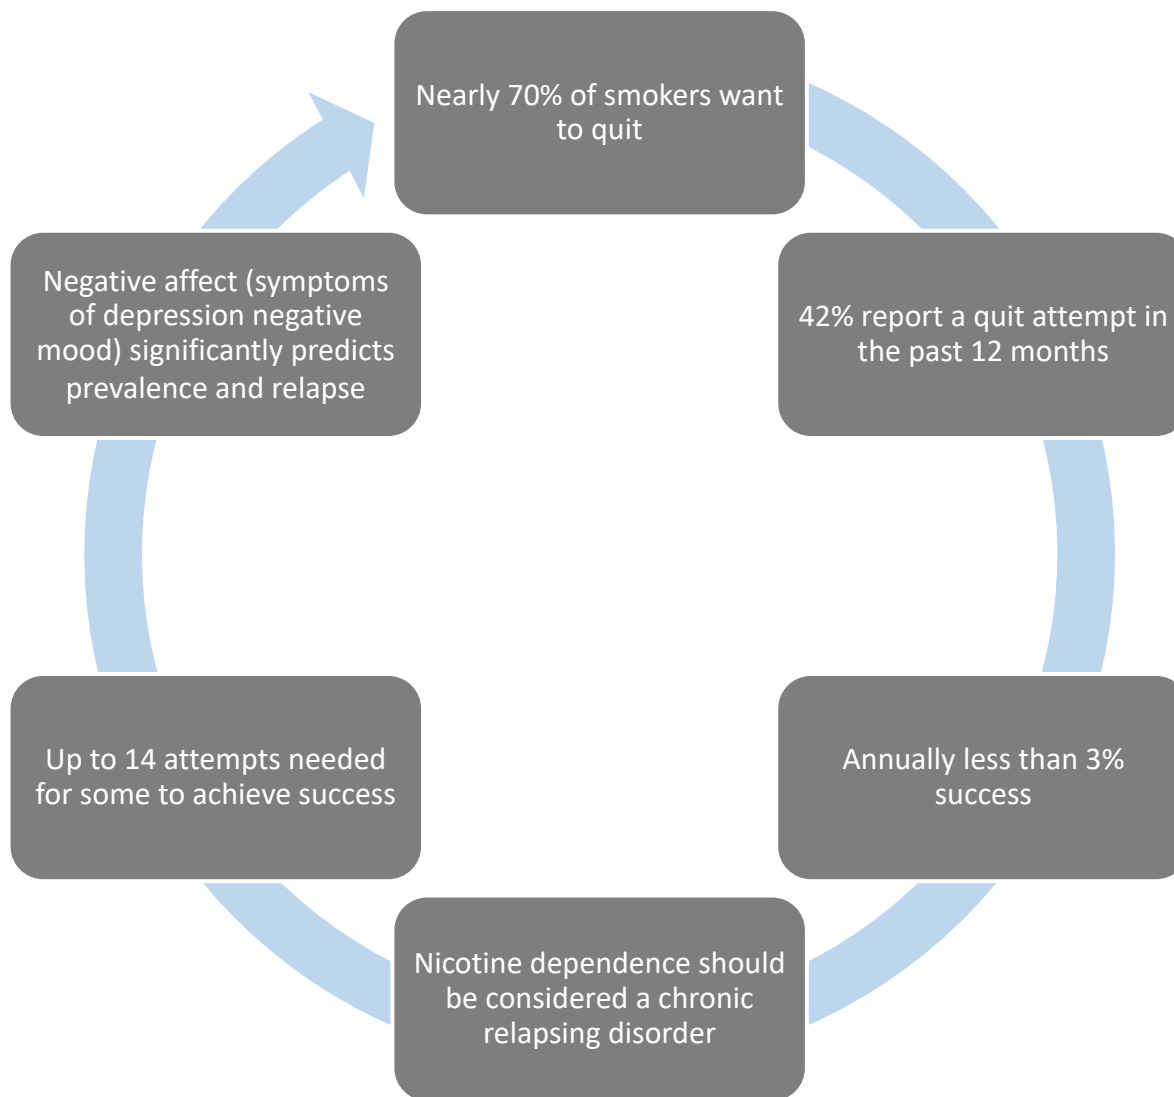 Nearly 70% of smokers want
to quit
42% report a quit attempt in
the past 12 months
Annually less than 3%
success
Nicotine dependence should
be considered a chronic
relapsing disorder
Up to 14 attempts needed
for some to achieve success
Negative affect (symptoms
of depression negative
mood) significantly predicts
prevalence and relapse